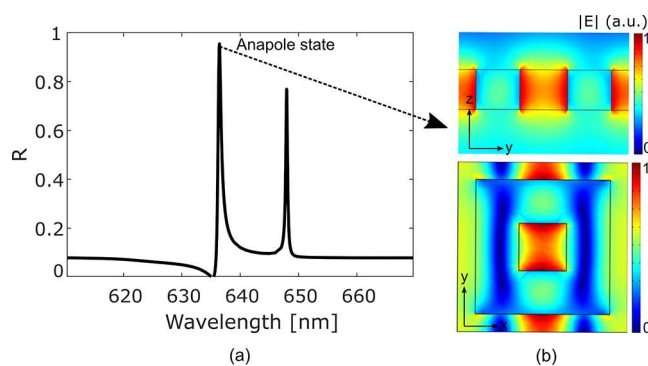 |E| (a.u.)
Anapole state
1
0.8
0.6
0.4
0.2
0
R
620 630 640 650 660
Wavelength [nm]
(a)
z
y
1
0
y
x
1
0
(b)